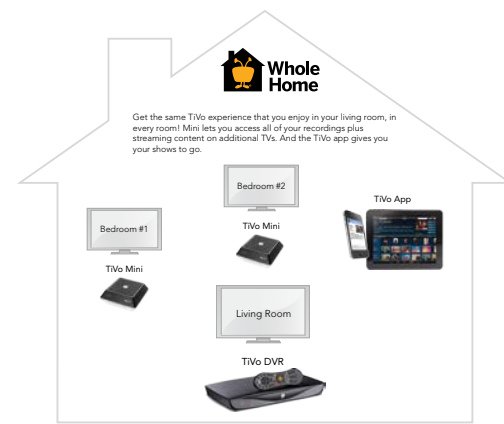 Whole
Home
Get the same TiVo experience that you enjoy in your living room, in
every room! Mini lets you access all of your recordings plus
streaming content on additional TVs. And the TiVo app gives you
your shows to go.
Bedroom #2
TiVo App
Bedroom #1
TiVo Mini
TiVo Mini
Living Room
TiVo DVR